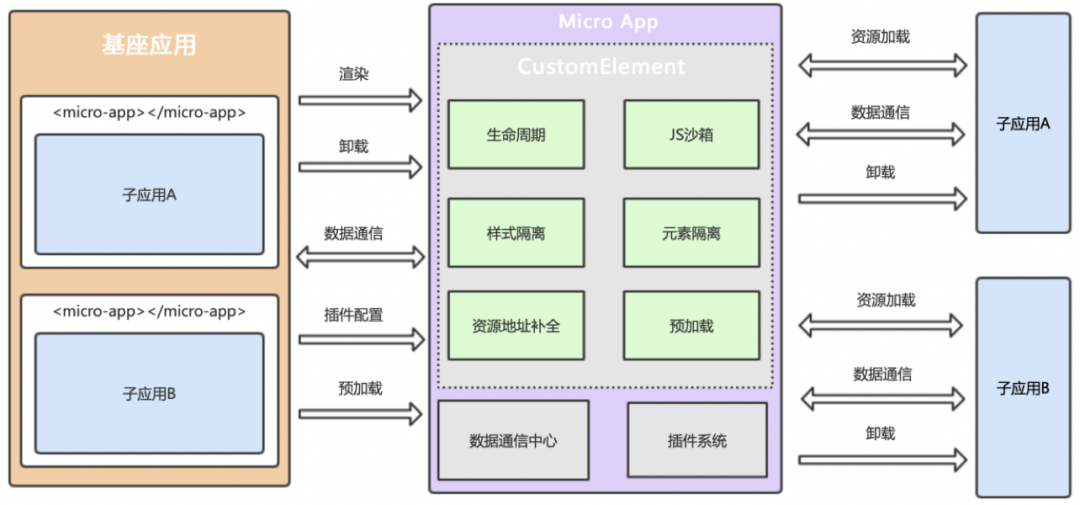 基座应用
<micro-app></micro-app>
子应用A
<micro-app></micro-app>
子应用B
渲染
卸载
数据通信
插件配置
预加载
Micro App
CustomElement
生命周期
JS沙箱
样式隔离
元素隔离
资源地址补全
预加载
数据通信中心
插件系统
资源加载
数据通信
卸载
子应用A
资源加载
数据通信
卸载
子应用B